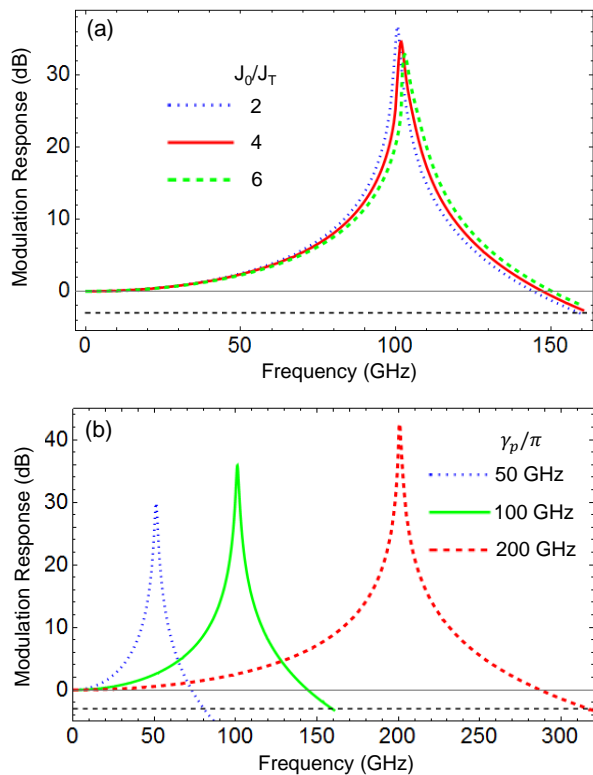 (a)
J₀/J_T
2
4
6
Modulation Response (dB)
30
20
10
0
0 50 100 150
Frequency (GHz)
(b)
γₚ/π
50 GHz
100 GHz
200 GHz
Modulation Response (dB)
40
30
20
10
0
0 50 100 150 200 250 300
Frequency (GHz)